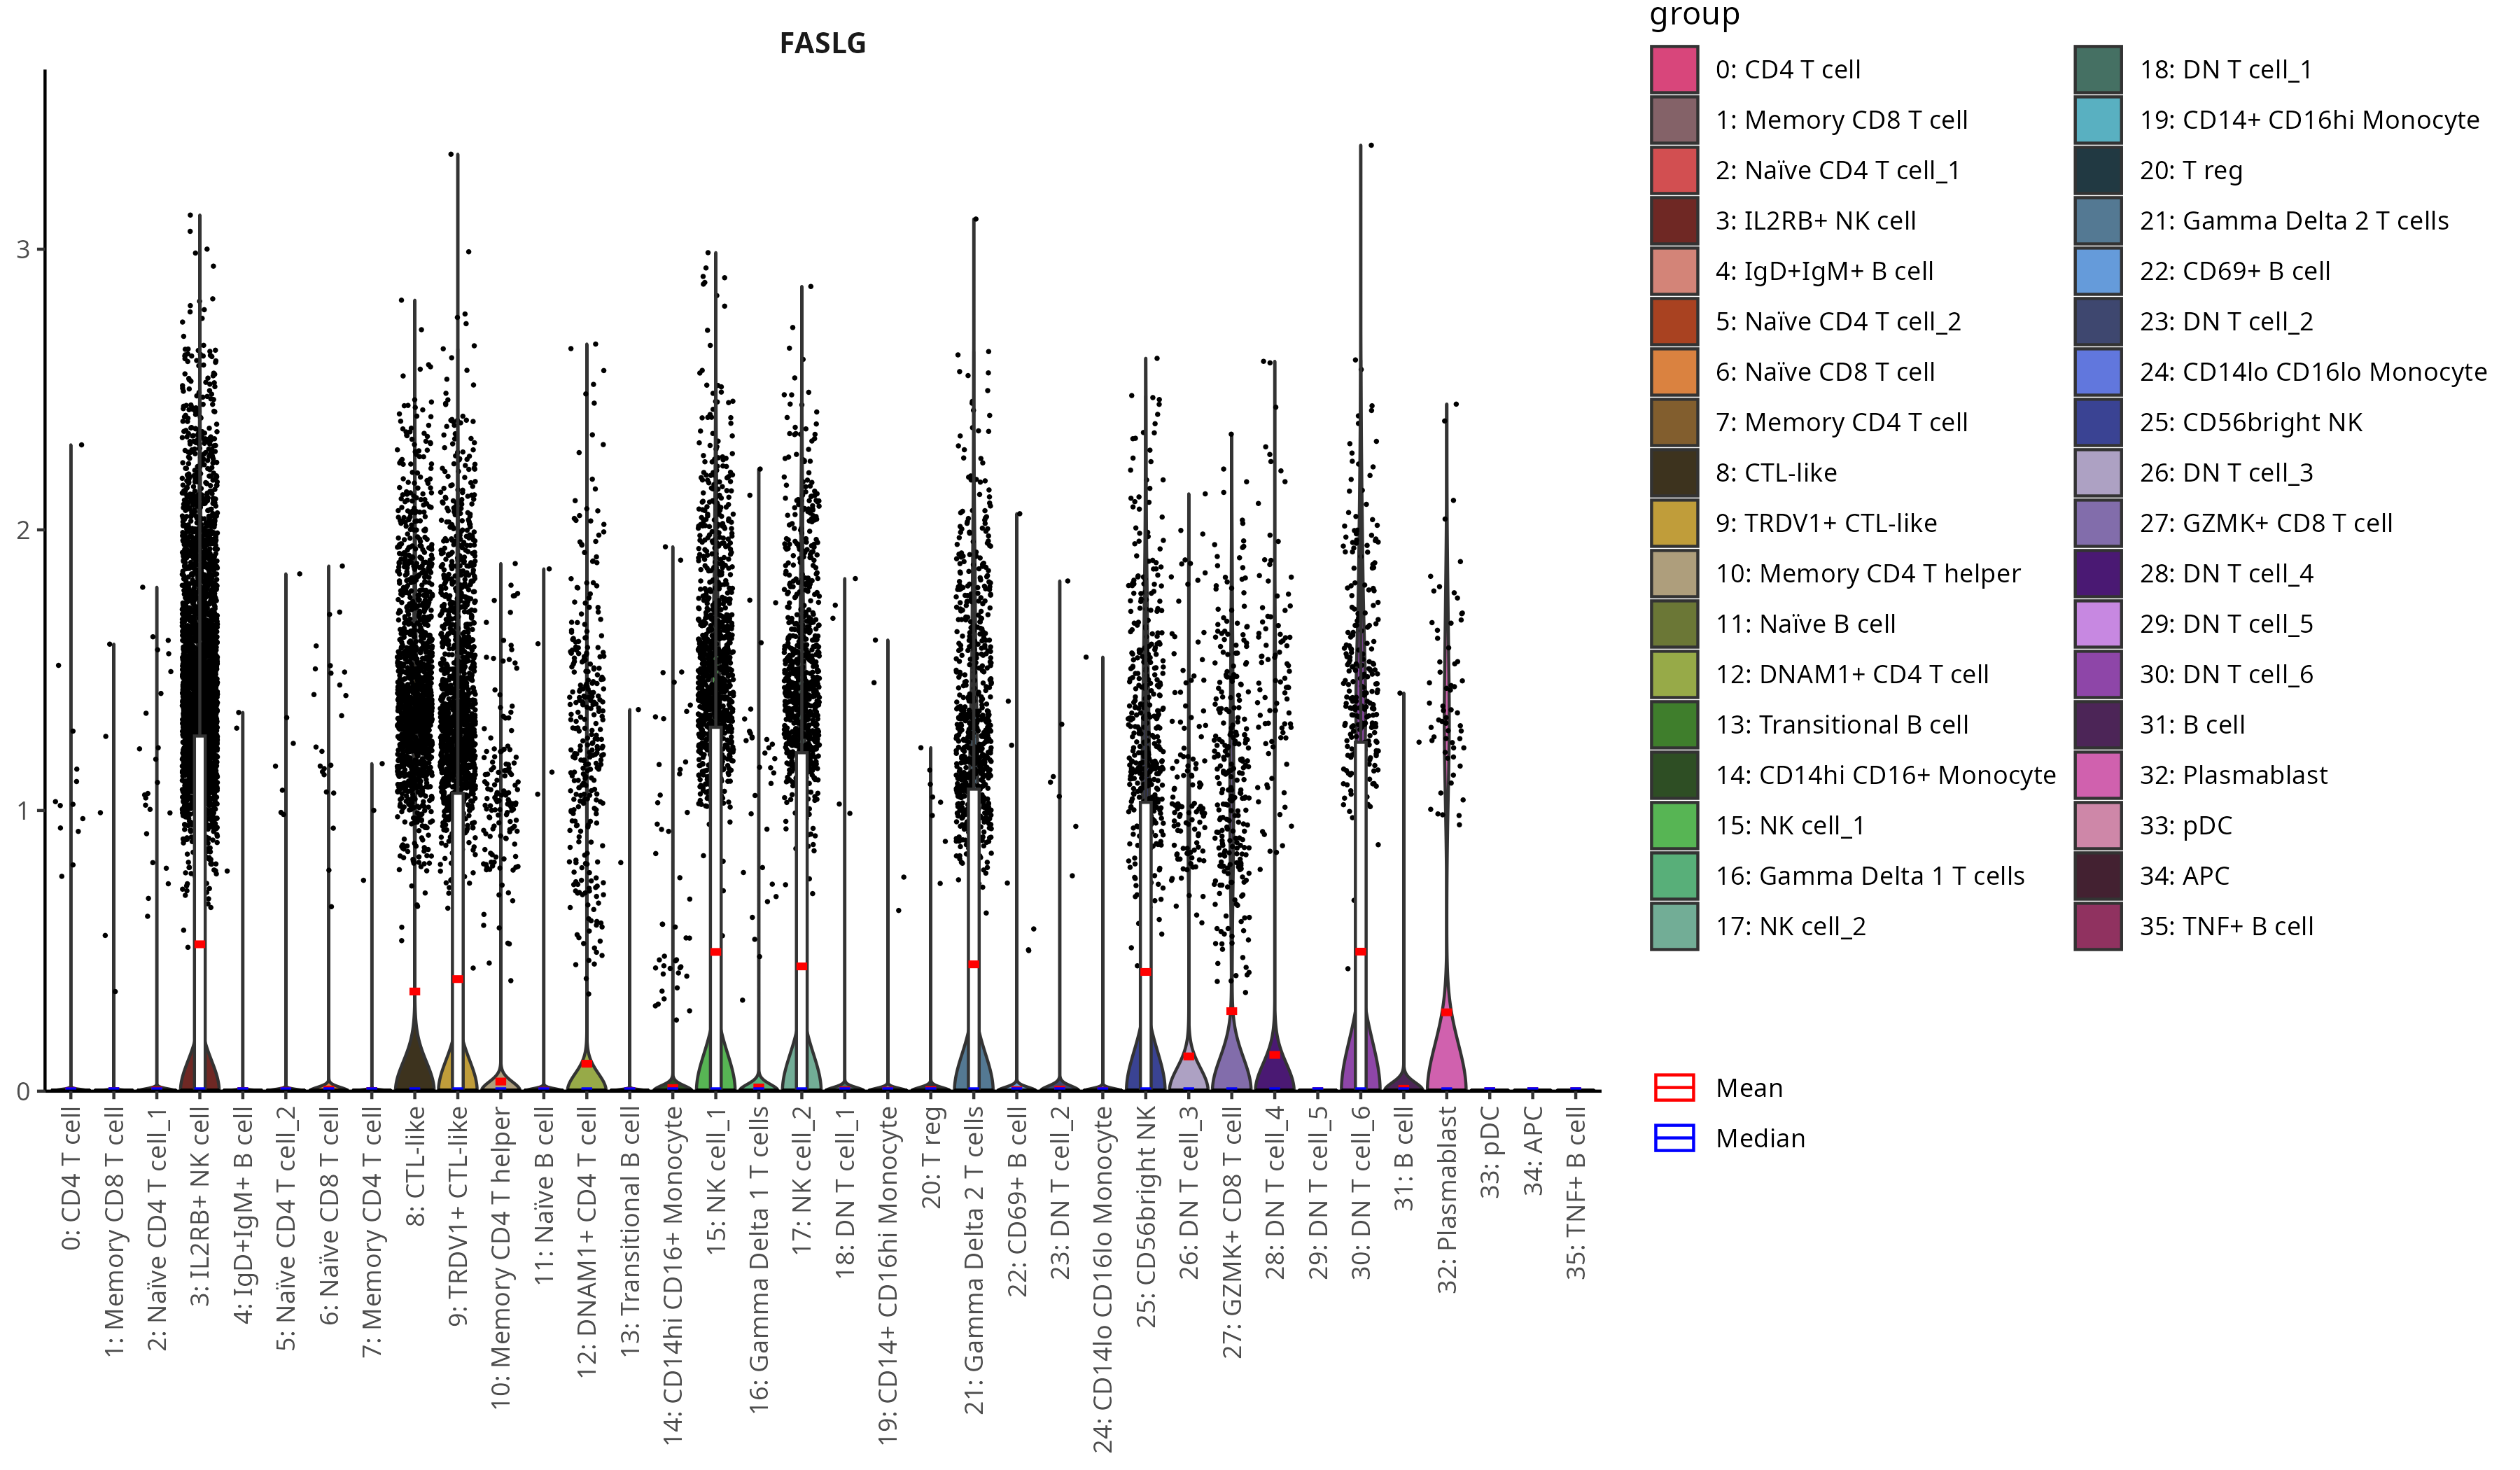 FASLG
3
2
1
0
0: CD4 T cell
1: Memory CD8 T cell
2: Naïve CD4 T cell_1
3: IL2RB+ NK cell
4: IgD+IgM+ B cell
5: Naïve CD4 T cell_2
6: Naïve CD8 T cell
7: Memory CD4 T cell
8: CTL-like
9: TRDV1+ CTL-like
10: Memory CD4 T helper
11: Naïve B cell
12: DNAM1+ CD4 T cell
13: Transitional B cell
14: CD14hi CD16+ Monocyte
15: NK cell_1
16: Gamma Delta 1 T cells
17: NK cell_2
18: DN T cell_1
19: CD14+ CD16hi Monocyte
20: T reg
21: Gamma Delta 2 T cells
22: CD69+ B cell
23: DN T cell_2
24: CD14lo CD16lo Monocyte
25: CD56bright NK
26: DN T cell_3
27: GZMK+ CD8 T cell
28: DN T cell_4
29: DN T cell_5
30: DN T cell_6
31: B cell
32: Plasmablast
33: pDC
34: APC
35: TNF+ B cell
group
0: CD4 T cell
1: Memory CD8 T cell
2: Naïve CD4 T cell_1
3: IL2RB+ NK cell
4: IgD+IgM+ B cell
5: Naïve CD4 T cell_2
6: Naïve CD8 T cell
7: Memory CD4 T cell
8: CTL-like
9: TRDV1+ CTL-like
10: Memory CD4 T helper
11: Naïve B cell
12: DNAM1+ CD4 T cell
13: Transitional B cell
14: CD14hi CD16+ Monocyte
15: NK cell_1
16: Gamma Delta 1 T cells
17: NK cell_2
18: DN T cell_1
19: CD14+ CD16hi Monocyte
20: T reg
21: Gamma Delta 2 T cells
22: CD69+ B cell
23: DN T cell_2
24: CD14lo CD16lo Monocyte
25: CD56bright NK
26: DN T cell_3
27: GZMK+ CD8 T cell
28: DN T cell_4
29: DN T cell_5
30: DN T cell_6
31: B cell
32: Plasmablast
33: pDC
34: APC
35: TNF+ B cell
Mean
Median